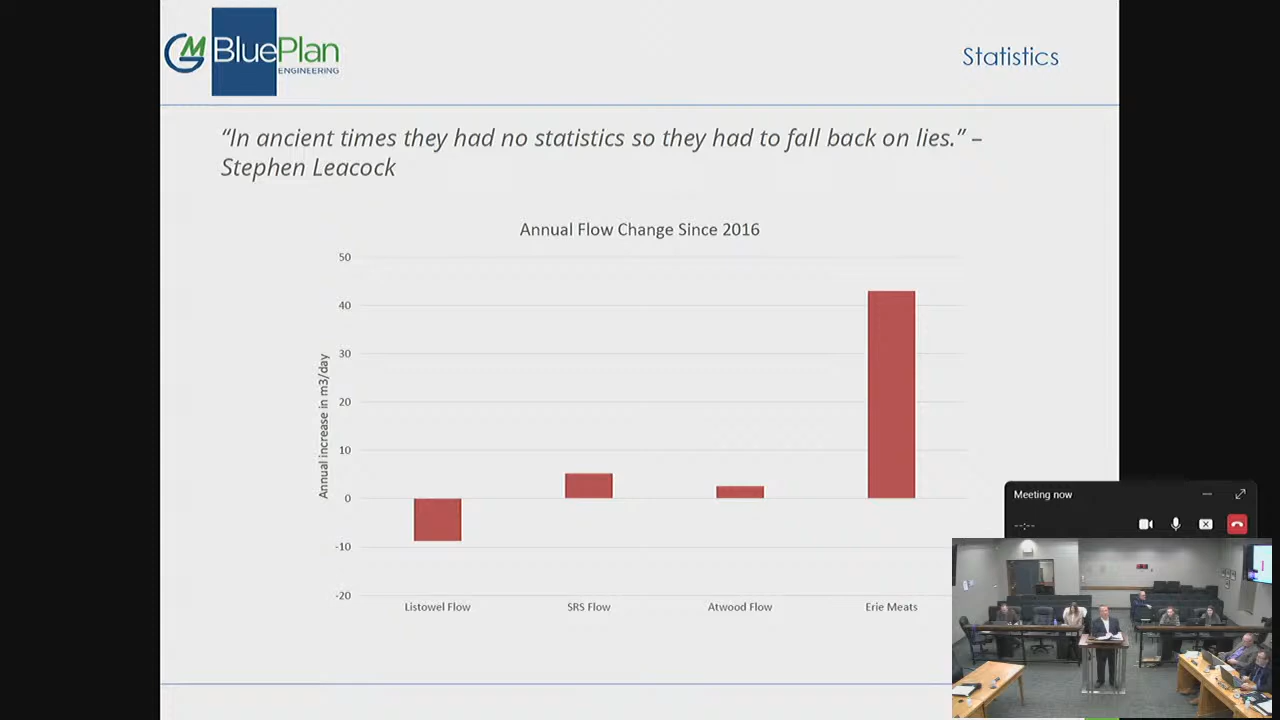 GM BluePlan
ENGINEERING
Statistics
“In ancient times they had no statistics so they had to fall back on lies.” –
Stephen Leacock
Annual Flow Change Since 2016
50
40
30
20
10
0
-10
-20
Annual increase in m3/day
Listowel Flow
SRS Flow
Atwood Flow
Erie Meats
Meeting now
--:--